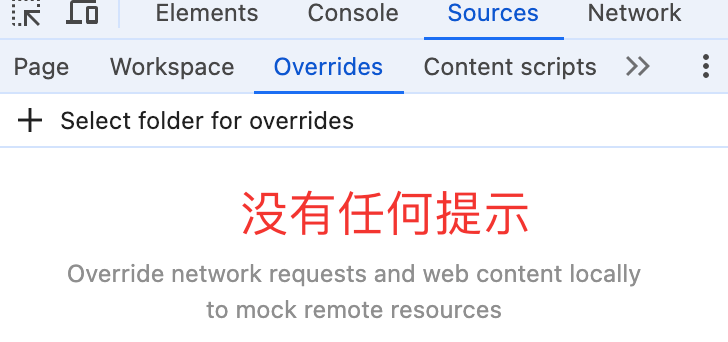 Elements Console Sources Network
Page Workspace Overrides Content scripts
Select folder for overrides
没有任何提示
Override network requests and web content locally
to mock remote resources